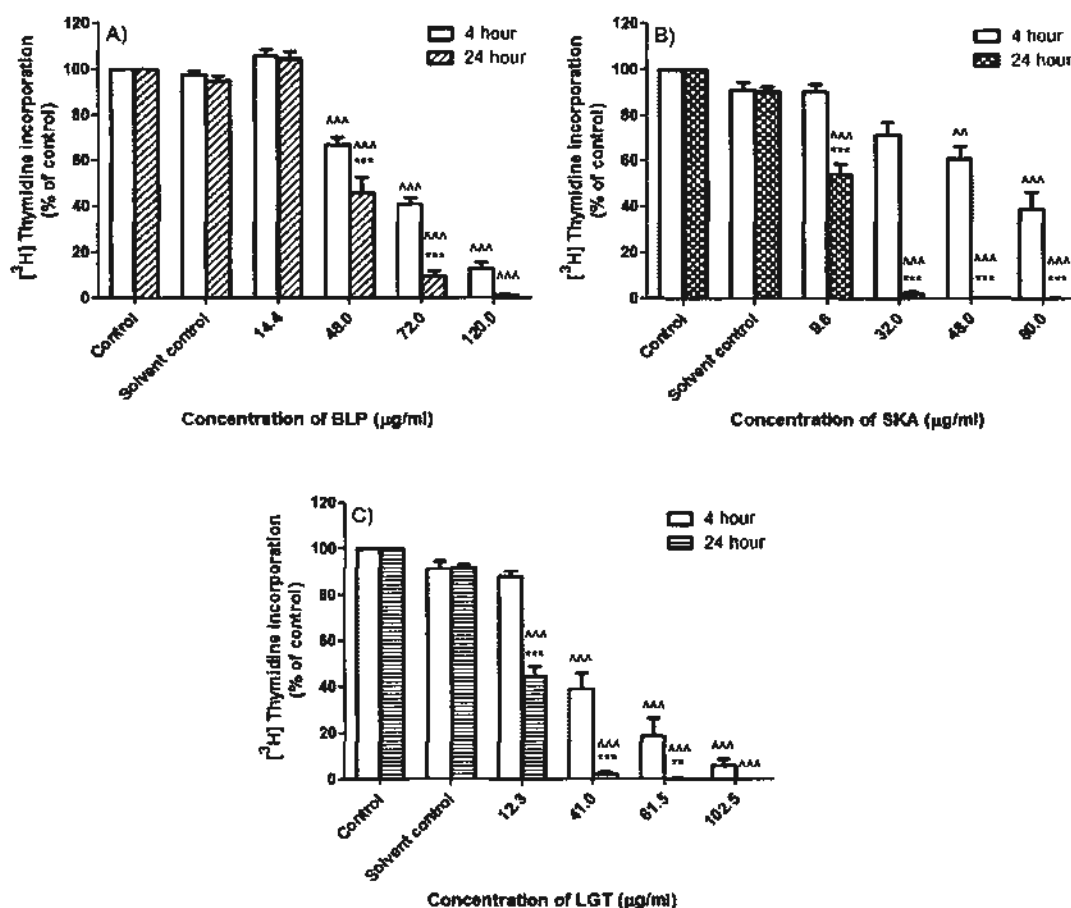 A)
4 hour
24 hour
[³H] Thymidine incorporation
(% of control)
120
100
80
60
40
20
0
^^^
^^^
***
^^^
^^^
***
^^^
^^^
Control
Solvent control
14.4
48.0
72.0
120.0
Concentration of BLP (µg/ml)
B)
4 hour
24 hour
[³H] Thymidine incorporation
(% of control)
120
100
80
60
40
20
0
^^^
***
^^^
***
^^
^^^
***
^^^
^^^
***
Control
Solvent control
9.6
32.0
48.0
80.0
Concentration of SKA (µg/ml)
C)
4 hour
24 hour
[³H] Thymidine incorporation
(% of control)
120
100
80
60
40
20
0
^^^
***
^^^
^^^
***
^^^
^^^
**
^^^
^^^
Control
Solvent control
12.3
41.0
61.5
102.5
Concentration of LGT (µg/ml)